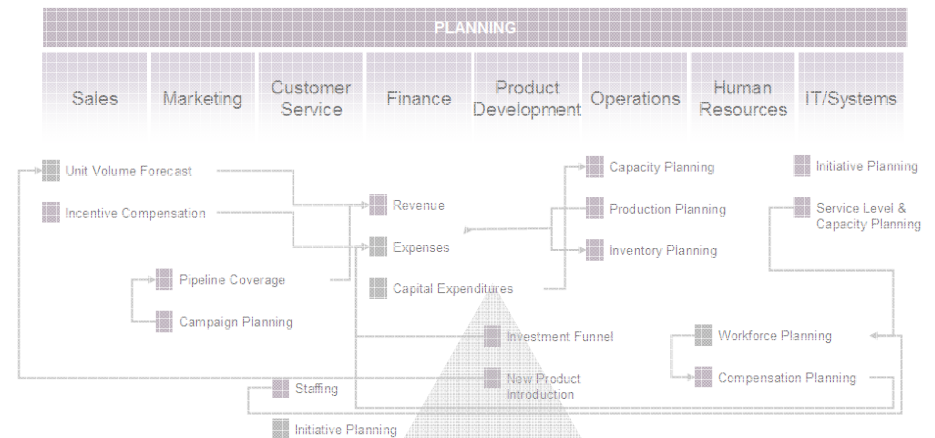 PLANNING
Sales
Marketing
Customer
Service
Finance
Product
Development
Operations
Human
Resources
IT/Systems
Unit Volume Forecast
Incentive Compensation
Pipeline Coverage
Campaign Planning
Staffing
Initiative Planning
Revenue
Expenses
Capital Expenditures
Investment Funnel
New Product
Introduction
Capacity Planning
Production Planning
Inventory Planning
Workforce Planning
Compensation Planning
Initiative Planning
Service Level &
Capacity Planning